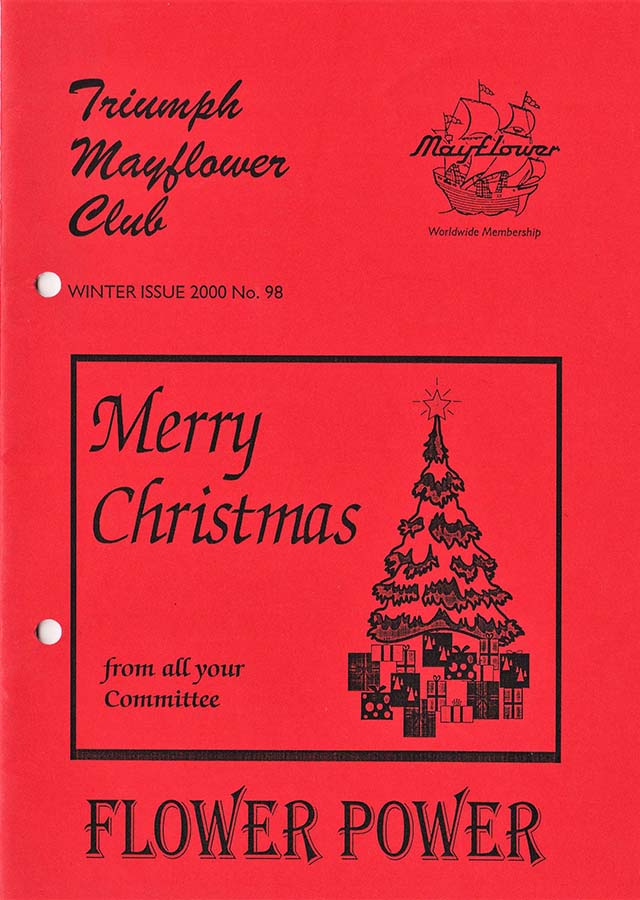 Triumph
Mayflower
Club
Mayflower
Worldwide Membership
WINTER ISSUE 2000 No. 98
Merry
Christmas
from all your
Committee
FLOWER POWER